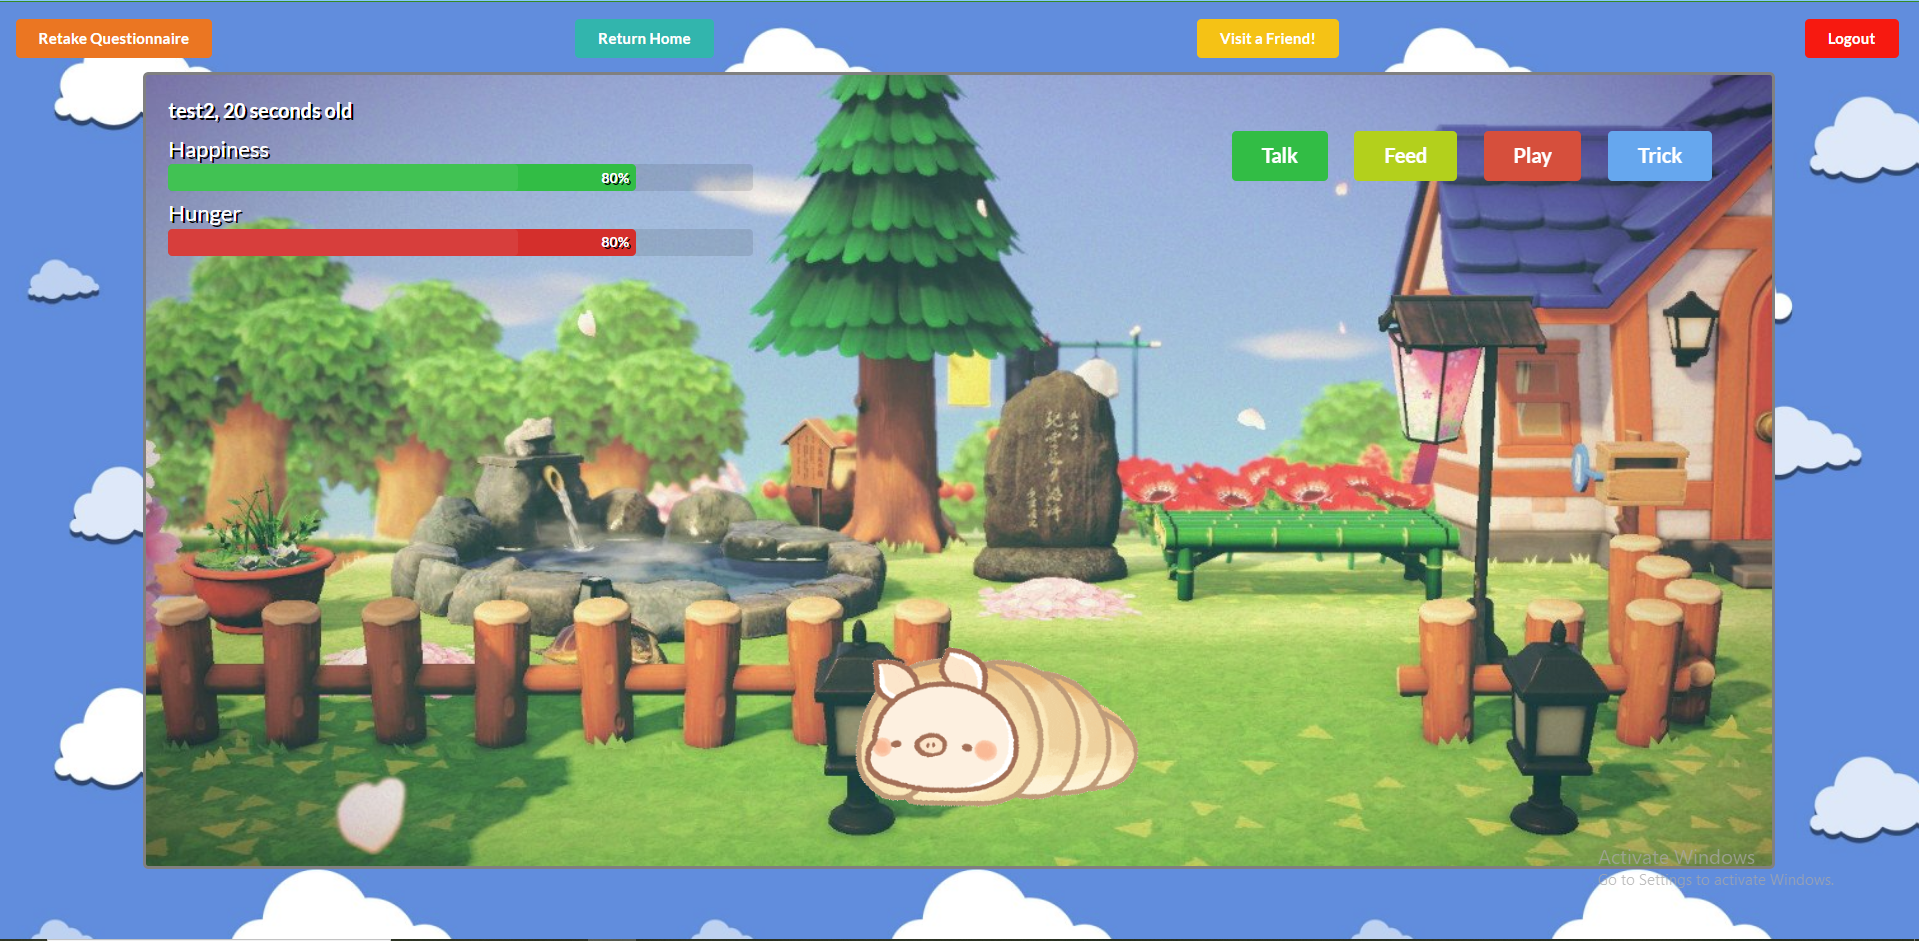 Retake Questionnaire
Return Home
Visit a Friend!
Logout
test2, 20 seconds old
Happiness
80%
Hunger
80%
Talk
Feed
Play
Trick
Activate Windows
Go to Settings to activate Windows.